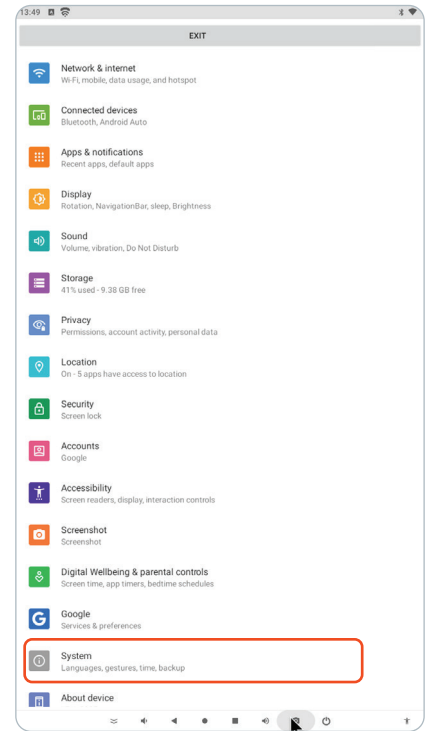 13:49
EXIT
Network & internet
Wi-Fi, mobile, data usage, and hotspot
Connected devices
Bluetooth, Android Auto
Apps & notifications
Recent apps, default apps
Display
Rotation, NavigationBar, sleep, Brightness
Sound
Volume, vibration, Do Not Disturb
Storage
41% used - 9.38 GB free
Privacy
Permissions, account activity, personal data
Location
On - 5 apps have access to location
Security
Screen lock
Accounts
Google
Accessibility
Screen readers, display, interaction controls
Screenshot
Screenshot
Digital Wellbeing & parental controls
Screen time, app timers, bedtime schedules
Google
Services & preferences
System
Languages, gestures, time, backup
About device